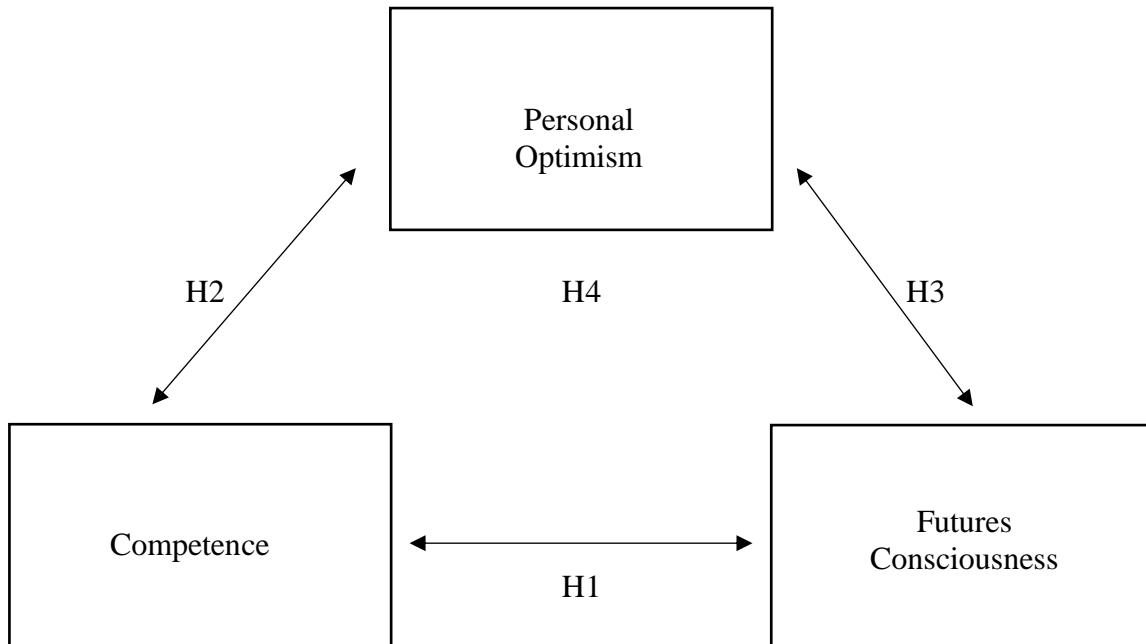 Personal
Optimism
H2
H4
H3
Competence
Futures
Consciousness
H1